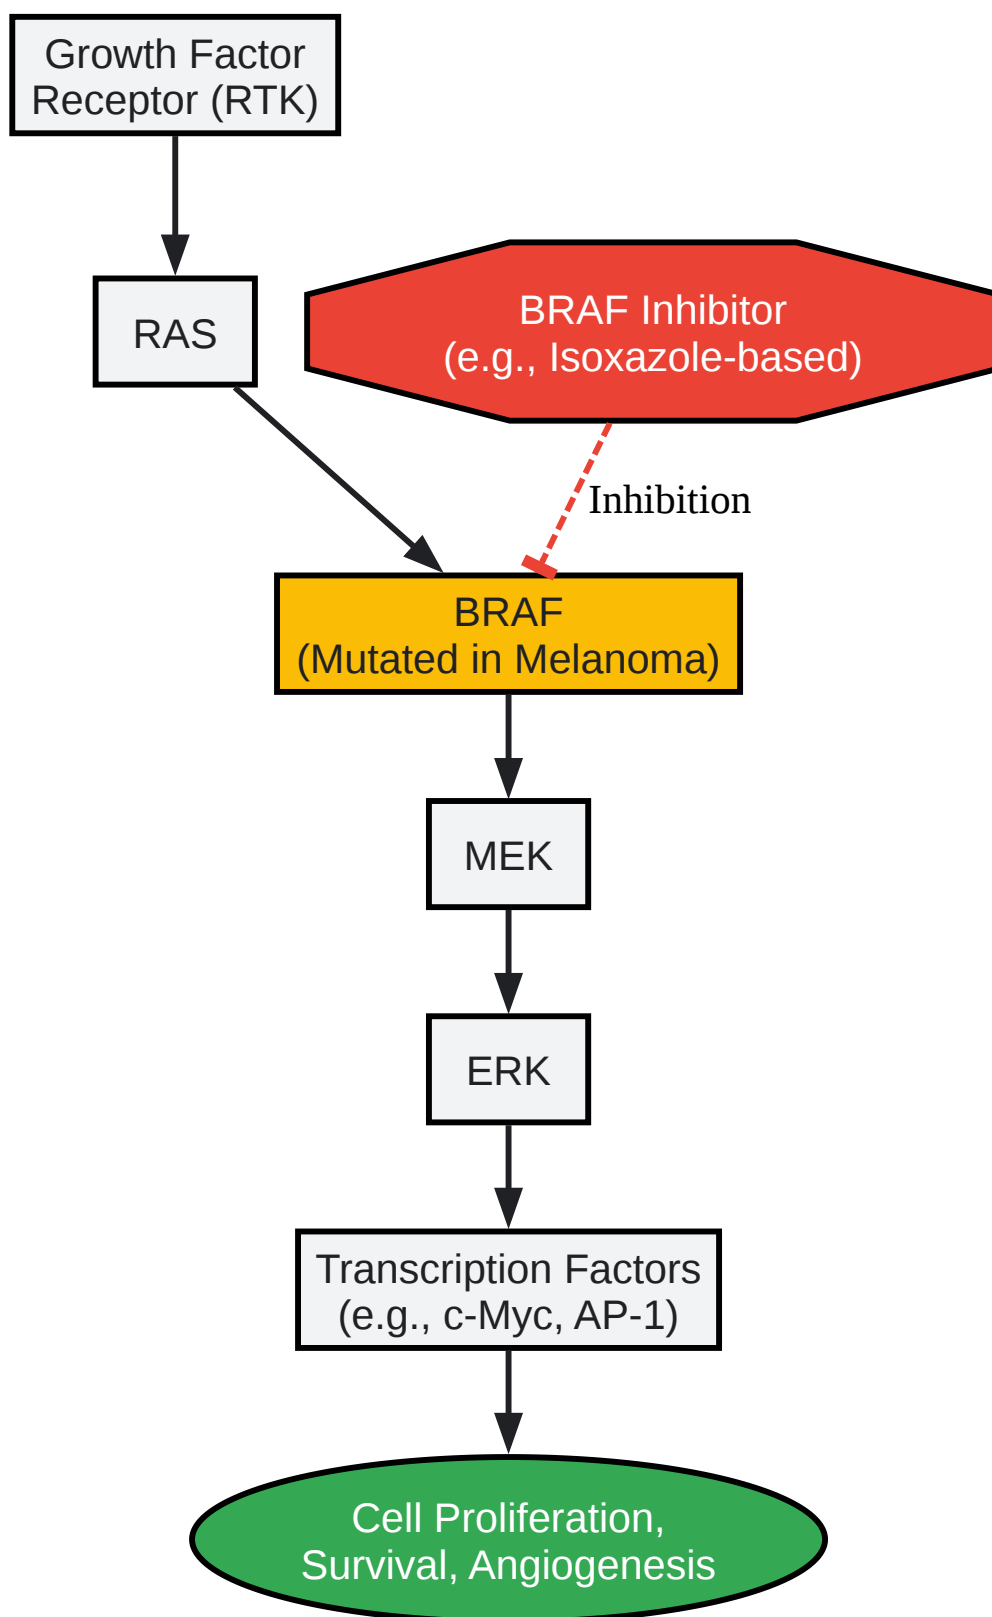 Growth Factor
Receptor (RTK)
RAS
BRAF Inhibitor
(e.g., Isoxazole-based)
Inhibition
BRAF
(Mutated in Melanoma)
MEK
ERK
Transcription Factors
(e.g., c-Myc, AP-1)
Cell Proliferation,
Survival, Angiogenesis